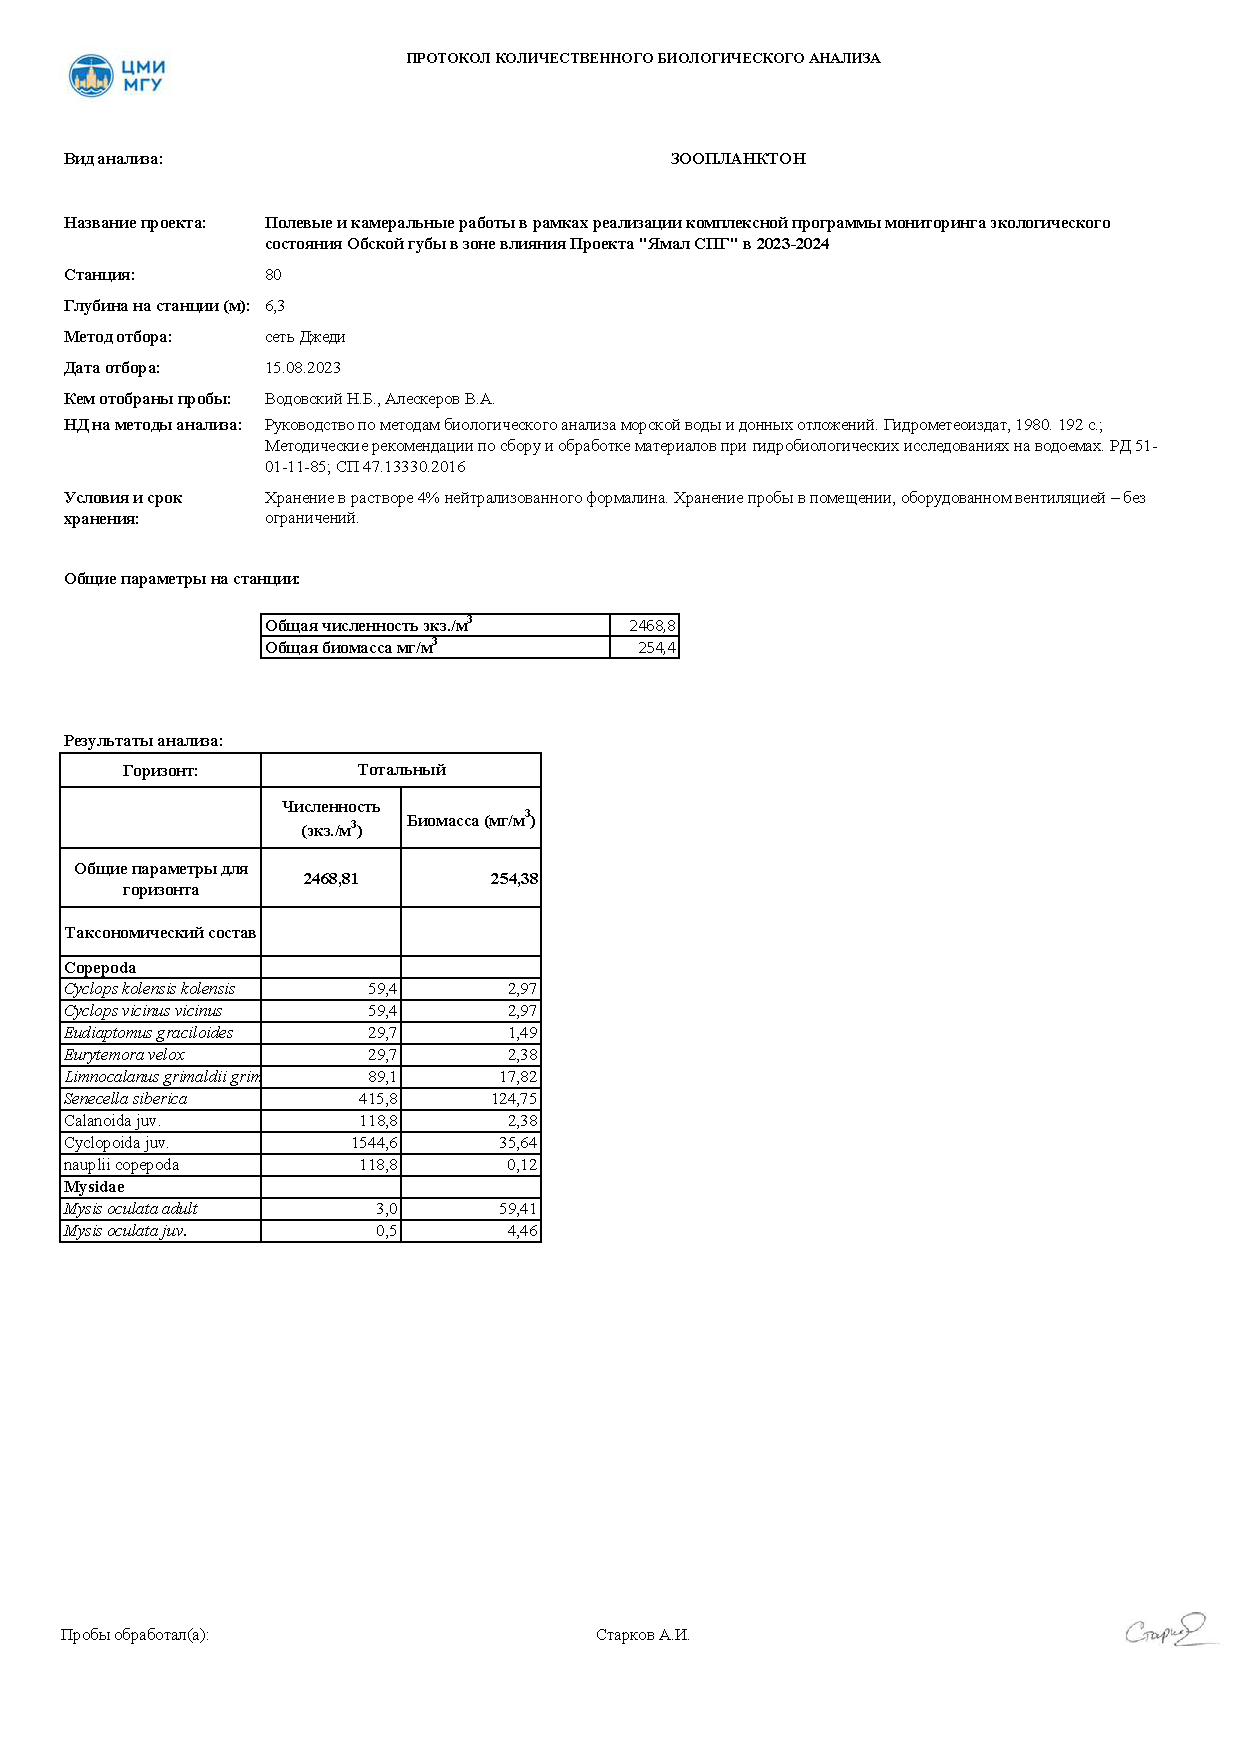 ЦМИ
МГУ
ПРОТОКОЛ КОЛИЧЕСТВЕННОГО БИОЛОГИЧЕСКОГО АНАЛИЗА
Вид анализа: ЗООПЛАНКТОН
Название проекта: Полевые и камеральные работы в рамках реализации комплексной программы мониторинга экологического
состояния Обской губы в зоне влияния Проекта "Ямал СПГ" в 2023-2024
Станция: 80
Глубина на станции (м): 6,3
Метод отбора: сеть Джеди
Дата отбора: 15.08.2023
Кем отобраны пробы: Водовский Н.Б., Алескеров В.А.
НД на методы анализа: Руководство по методам биологического анализа морской воды и донных отложений. Гидрометеоиздат, 1980. 192 с.;
Методические рекомендации по сбору и обработке материалов при гидробиологических исследованиях на водоемах. РД 51-
01-11-85; СП 47.13330.2016
Условия и срок Хранение в растворе 4% нейтрализованного формалина. Хранение пробы в помещении, оборудованном вентиляцией – без
хранения: ограничений.
Общие параметры на станции:
Общая численность экз./м³ 2468,8
Общая биомасса мг/м³ 254,4
Результаты анализа:
Горизонт: Тотальный
Численность
(экз./м³) Биомасса (мг/м³)
Общие параметры для
горизонта 2468,81 254,38
Таксономический состав
Copepoda
Cyclops kolensis kolensis 59,4 2,97
Cyclops vicinus vicinus 59,4 2,97
Eudiaptomus graciloides 29,7 1,49
Eurytemora velox 29,7 2,38
Limnocalanus grimaldii grim 89,1 17,82
Senecella siberica 415,8 124,75
Calanoida juv. 118,8 2,38
Cyclopoida juv. 1544,6 35,64
nauplii copepoda 118,8 0,12
Mysidae
Mysis oculata adult 3,0 59,41
Mysis oculata juv. 0,5 4,46
Пробы обработал(а): Старков А.И.